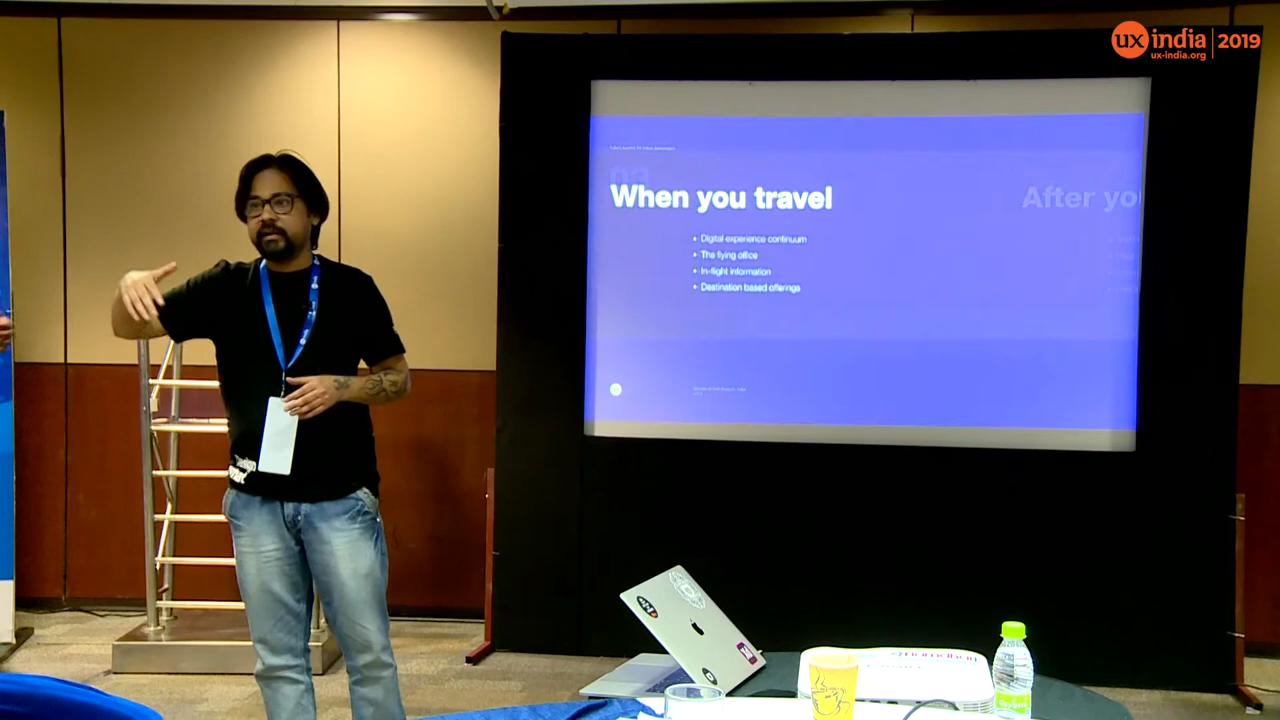 ux india 2019
ux-india.org
03
When you travel
After yo
• Digital experience continuum
• The flying office
• In-flight information
• Destination based offerings